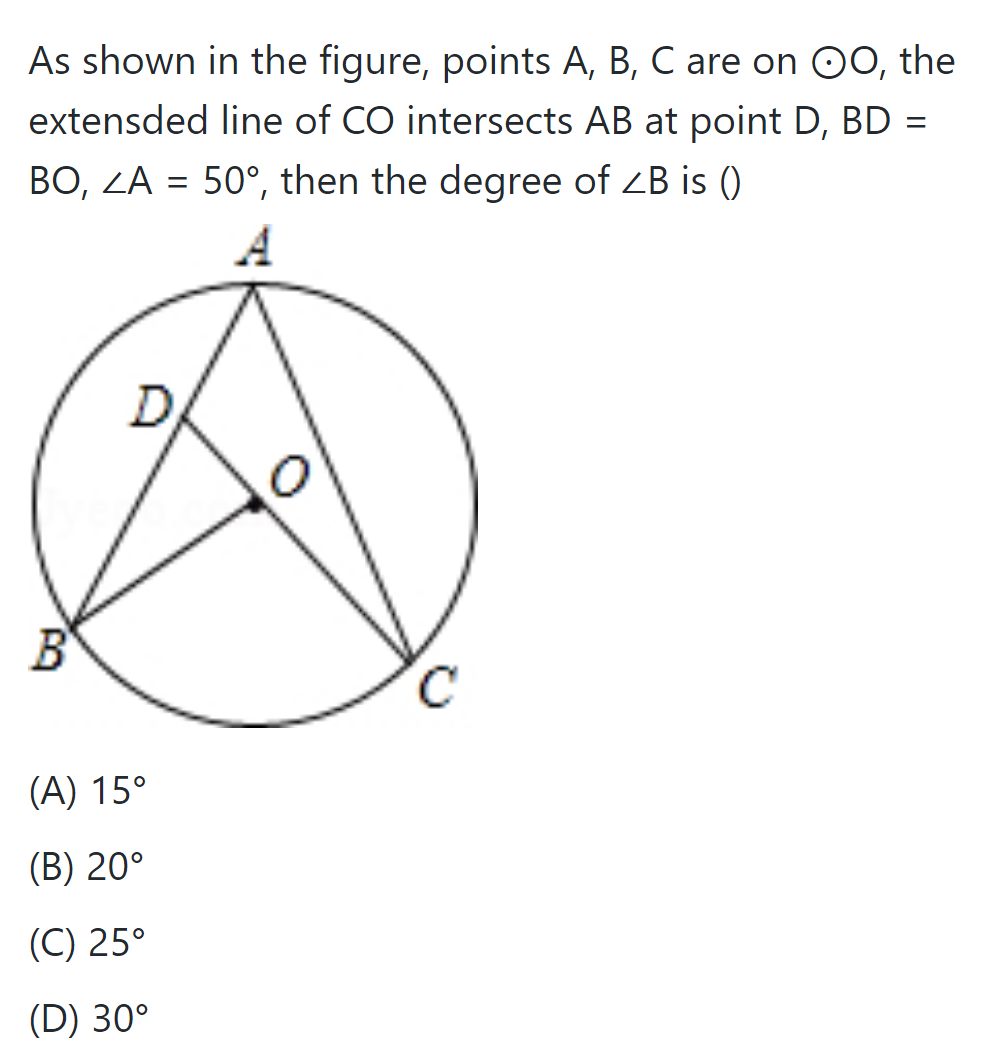 As shown in the figure, points A, B, C are on ⊙O, the
extensded line of CO intersects AB at point D, BD =
BO, ∠A = 50°, then the degree of ∠B is ()
A
D
O
B
C
(A) 15°
(B) 20°
(C) 25°
(D) 30°